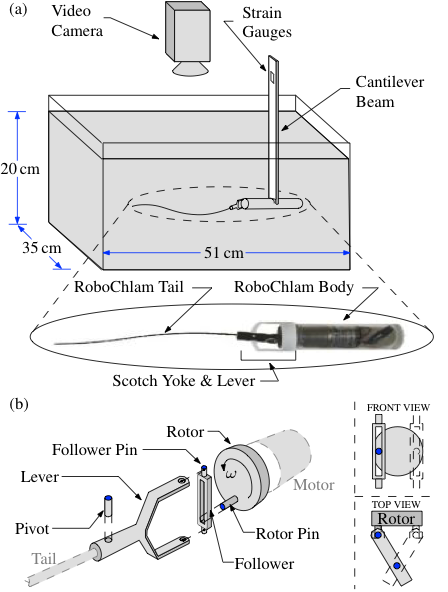 (a)
Video
Camera
Strain
Gauges
Cantilever
Beam
20 cm
35 cm
51 cm
RoboChlam Tail
RoboChlam Body
Scotch Yoke & Lever
(b)
Rotor
Follower Pin
Lever
Pivot
Tail
ω
Motor
Rotor Pin
Follower
FRONT VIEW
TOP VIEW
Rotor